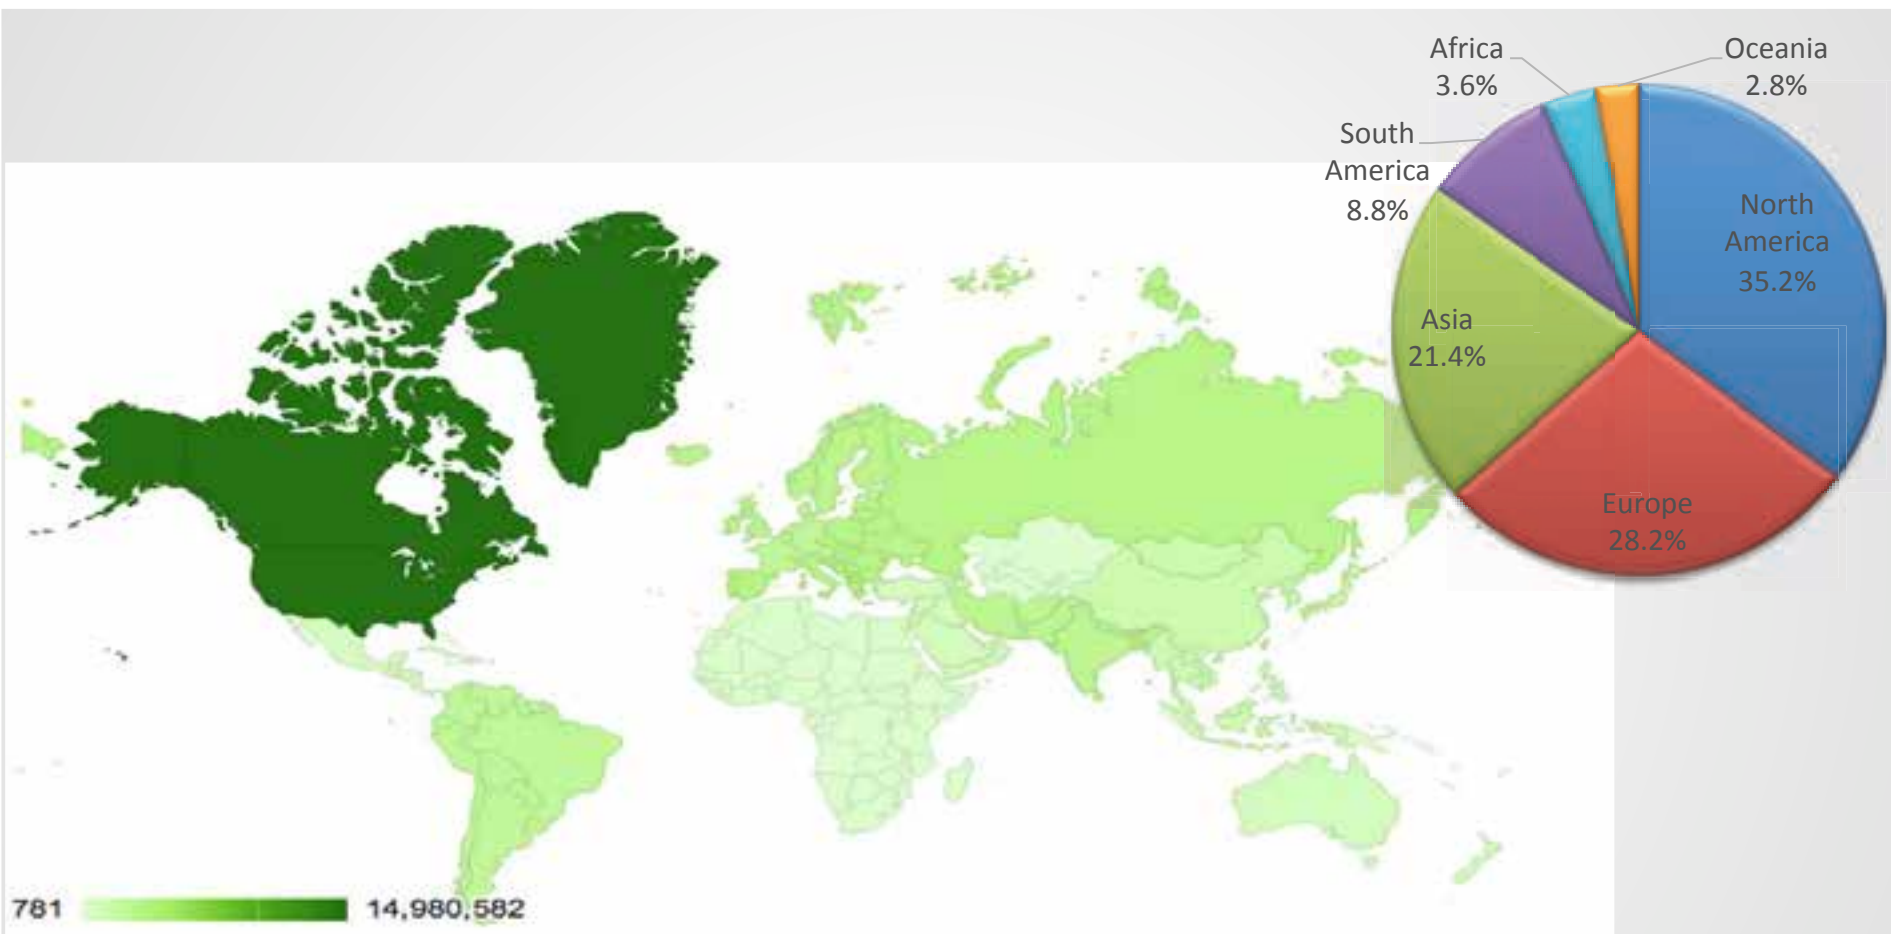 Africa
3.6%
Oceania
2.8%
South
America
8.8%
North
America
35.2%
Asia
21.4%
Europe
28.2%
781
14,980,582